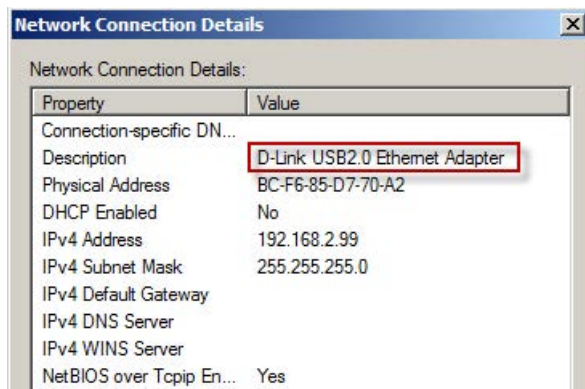 Network Connection Details
Network Connection Details:
Property Value
Connection-specific DN...
Description D-Link USB2.0 Ethernet Adapter
Physical Address BC-F6-85-D7-70-A2
DHCP Enabled No
IPv4 Address 192.168.2.99
IPv4 Subnet Mask 255.255.255.0
IPv4 Default Gateway
IPv4 DNS Server
IPv4 WINS Server
NetBIOS over Tcpip En... Yes